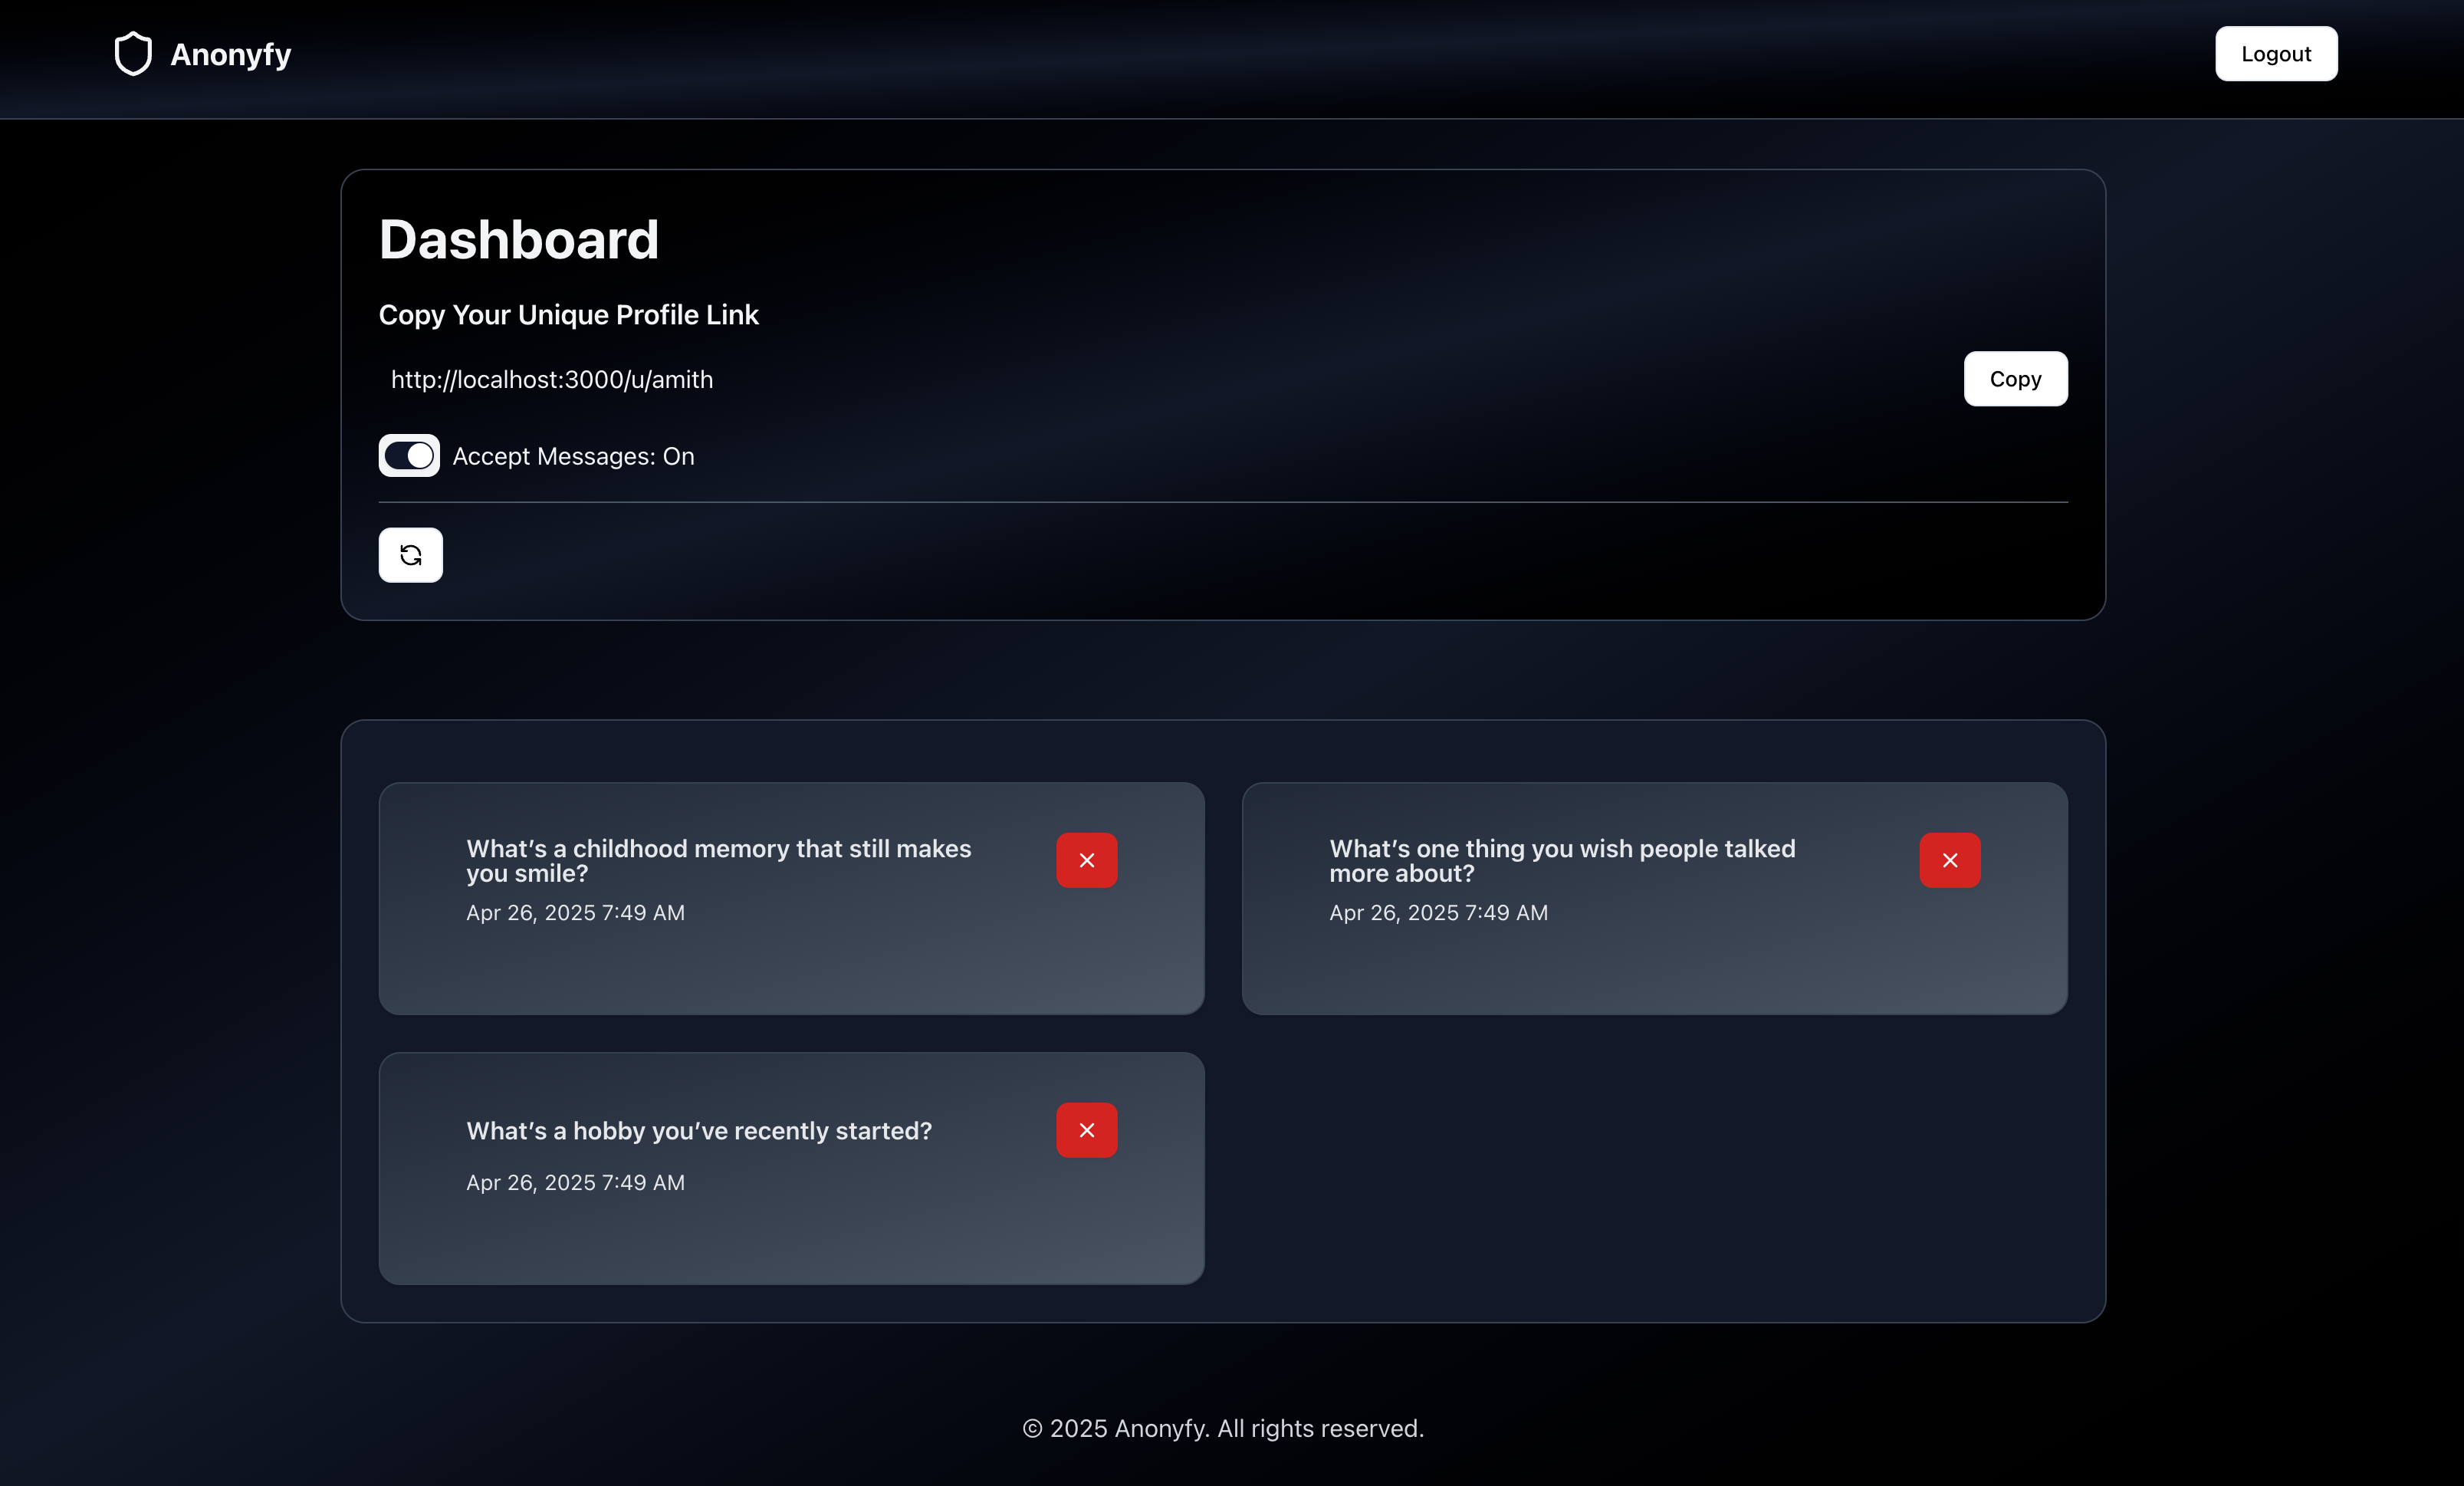 Anonyfy
Logout
Dashboard
Copy Your Unique Profile Link
http://localhost:3000/u/amith
Copy
Accept Messages: On
What’s a childhood memory that still makes
you smile?
Apr 26, 2025 7:49 AM
What’s one thing you wish people talked
more about?
Apr 26, 2025 7:49 AM
What’s a hobby you’ve recently started?
Apr 26, 2025 7:49 AM
© 2025 Anonyfy. All rights reserved.